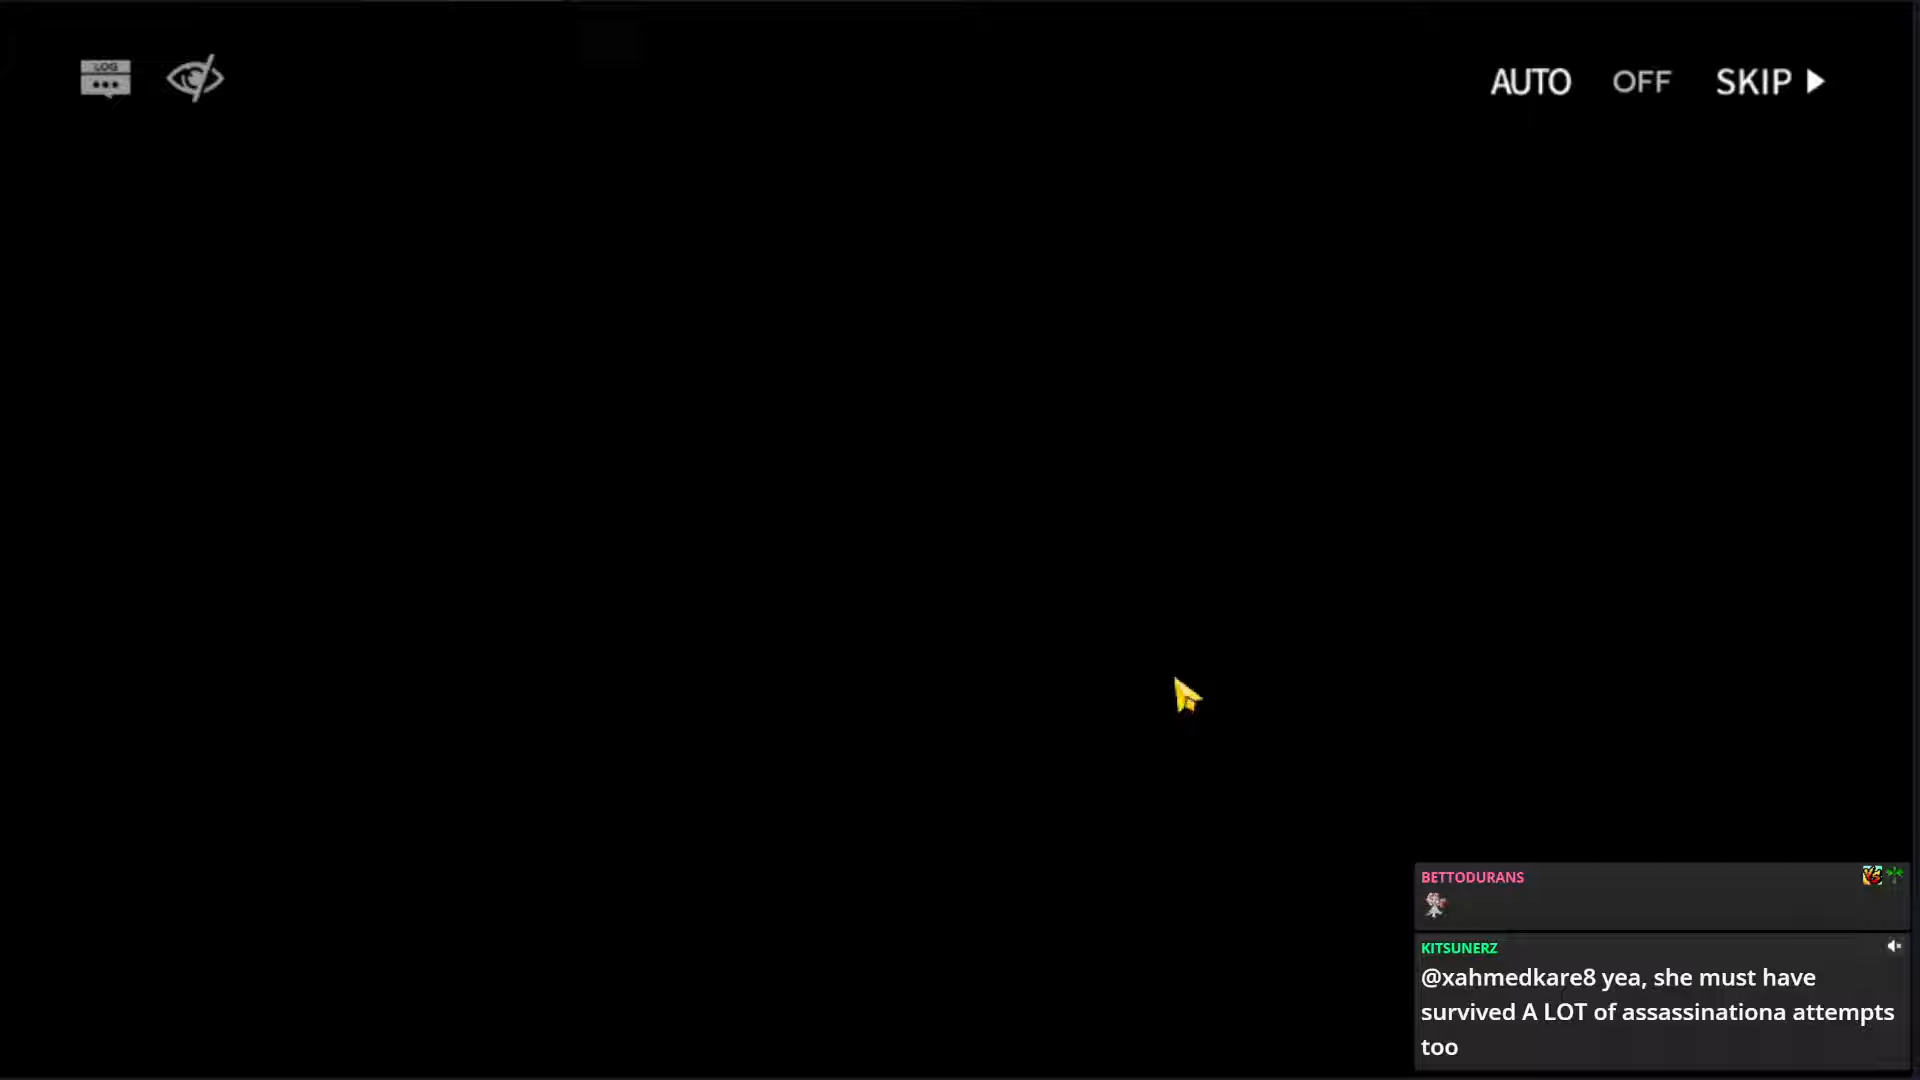 LOG
AUTO OFF SKIP
BETTODURANS
KITSUNERZ
@xahmedkare8 yea, she must have
survived A LOT of assassinationa attempts
too